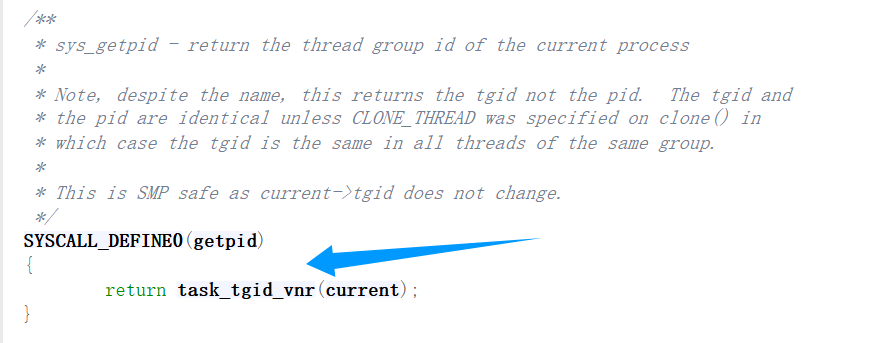 /**
* sys_getpid - return the thread group id of the current process
*
* Note, despite the name, this returns the tgid not the pid.  The tgid and
* the pid are identical unless CLONE_THREAD was specified on clone() in
* which case the tgid is the same in all threads of the same group.
*
* This is SMP safe as current->tgid does not change.
*/
SYSCALL_DEFINE0(getpid)
{
return task_tgid_vnr(current);
}